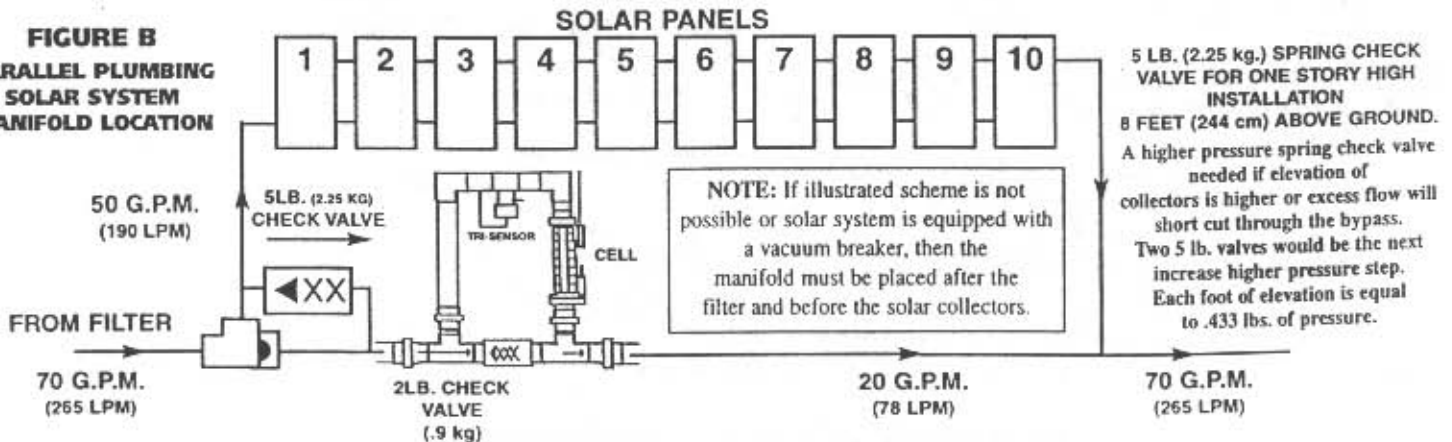 FIGURE B
PARALLEL PLUMBING
SOLAR SYSTEM
MANIFOLD LOCATION
SOLAR PANELS
1 2 3 4 5 6 7 8 9 10
5 LB. (2.25 kg.) SPRING CHECK
VALVE FOR ONE STORY HIGH
INSTALLATION
8 FEET (244 cm) ABOVE GROUND.
A higher pressure spring check valve
needed if elevation of
collectors is higher or excess flow will
short cut through the bypass.
Two 5 lb. valves would be the next
increase higher pressure step.
Each foot of elevation is equal
to .433 lbs. of pressure.
50 G.P.M.
(190 LPM)
5LB. (2.25 KG)
CHECK VALVE
TRI-SENSOR
CELL
NOTE: If illustrated scheme is not
possible or solar system is equipped with
a vacuum breaker, then the
manifold must be placed after the
filter and before the solar collectors.
XX
FROM FILTER
70 G.P.M.
(265 LPM)
XXX
2LB. CHECK
VALVE
(.9 kg)
20 G.P.M.
(78 LPM)
70 G.P.M.
(265 LPM)